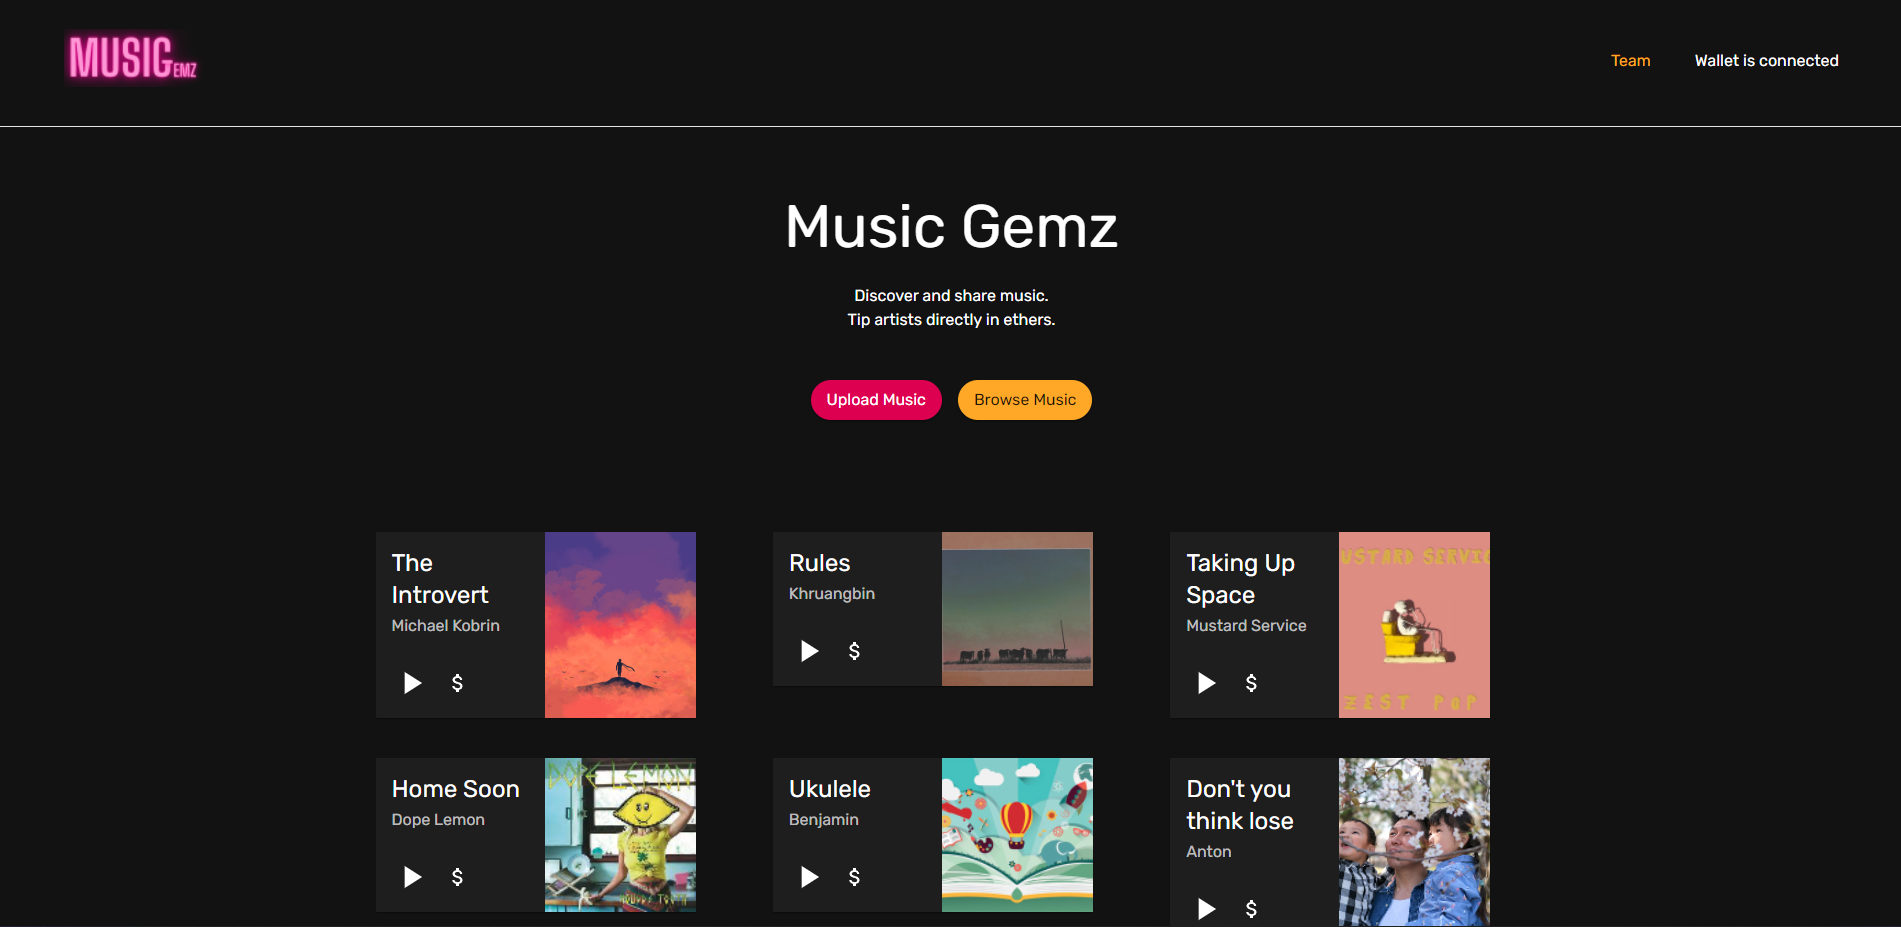 MUSIGEMZ
Team
Wallet is connected
Music Gemz
Discover and share music.
Tip artists directly in ethers.
Upload Music
Browse Music
The
Introvert
Michael Kobrin
$
Rules
Khruangbin
$
Taking Up
Space
Mustard Service
$
USTARD SERVIC
ZEST POP
Home Soon
Dope Lemon
$
DOPE LEMON
Ukulele
Benjamin
$
Don't you
think lose
Anton
$